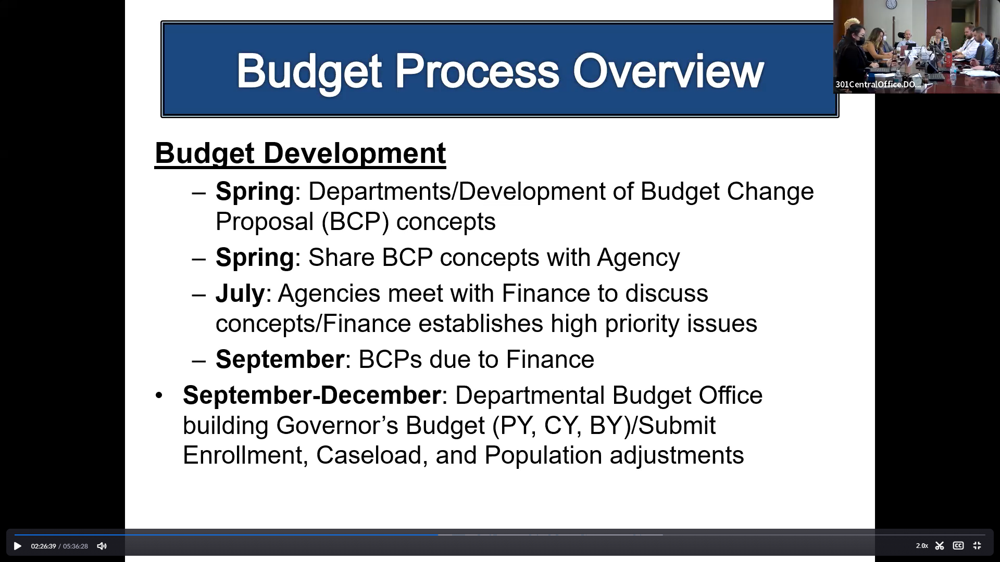 Budget Process Overview
301CentralOffice.DO...
Budget Development
– Spring: Departments/Development of Budget Change
Proposal (BCP) concepts
– Spring: Share BCP concepts with Agency
– July: Agencies meet with Finance to discuss
concepts/Finance establishes high priority issues
– September: BCPs due to Finance
• September-December: Departmental Budget Office
building Governor’s Budget (PY, CY, BY)/Submit
Enrollment, Caseload, and Population adjustments
02:26:39 / 05:36:28
2.0x
CC